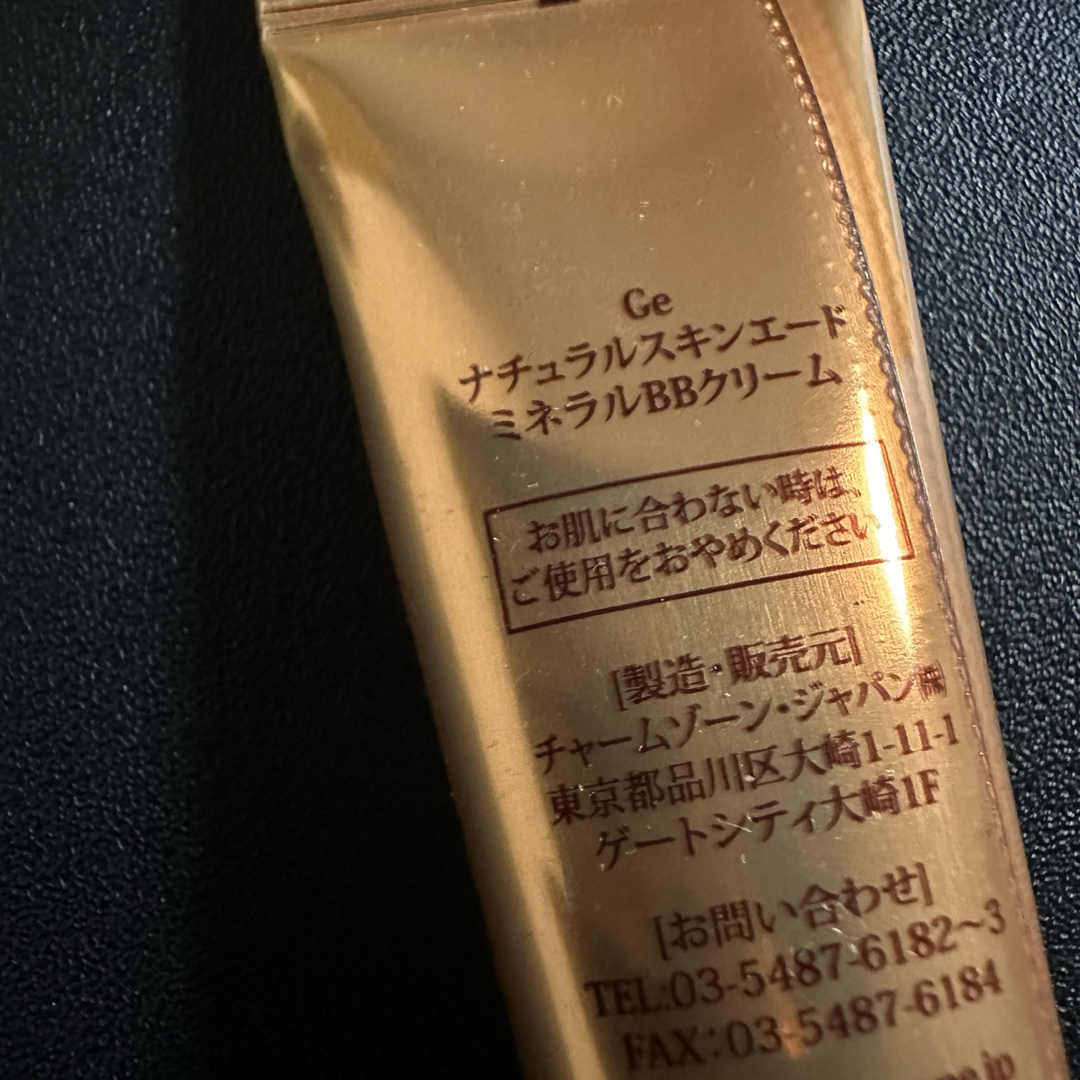 Ge
ナチュラルスキンエード
ミネラルBBクリーム
お肌に合わない時は、
ご使用をおやめください
[製造・販売元]
チャームゾーン・ジャパン㈱
東京都品川区大崎1-11-1
ゲートシティ大崎1F
[お問い合わせ]
TEL:03-5487-6182~3
FAX:03-5487-6184